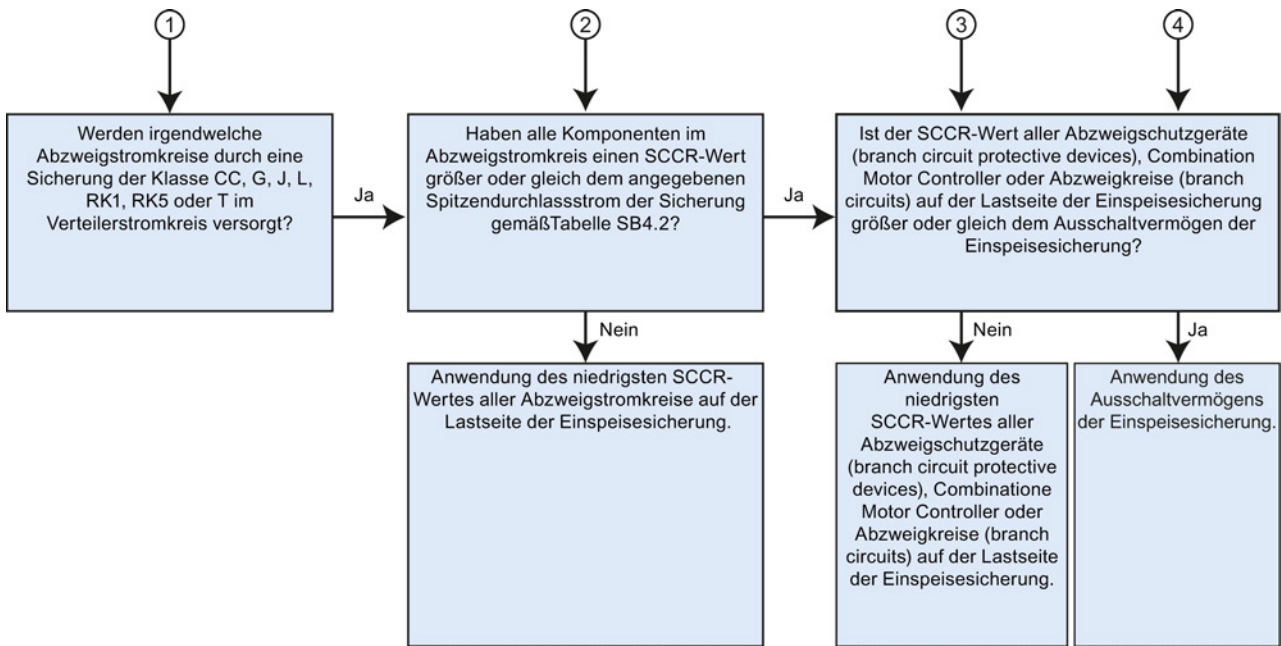 1
2
3
4
Werden irgendwelche
Abzweigstromkreise durch eine
Sicherung der Klasse CC, G, J, L,
RK1, RK5 oder T im
Verteilerstromkreis versorgt?
Ja
Haben alle Komponenten im
Abzweigstromkreis einen SCCR-Wert
größer oder gleich dem angegebenen
Spitzendurchlassstrom der Sicherung
gemäßTabelle SB4.2?
Ja
Ist der SCCR-Wert aller Abzweigschutzgeräte
(branch circuit protective devices), Combination
Motor Controller oder Abzweigkreise (branch
circuits) auf der Lastseite der Einspeisesicherung
größer oder gleich dem Ausschaltvermögen der
Einspeisesicherung?
Nein
Nein
Ja
Anwendung des niedrigsten SCCR-
Wertes aller Abzweigstromkreise auf der
Lastseite der Einspeisesicherung.
Anwendung des
niedrigsten
SCCR-Wertes aller
Abzweigschutzgeräte
(branch circuit protective
devices), Combinatione
Motor Controller oder
Abzweigkreise (branch
circuits) auf der Lastseite
der Einspeisesicherung.
Anwendung des
Ausschaltvermögens
der Einspeisesicherung.